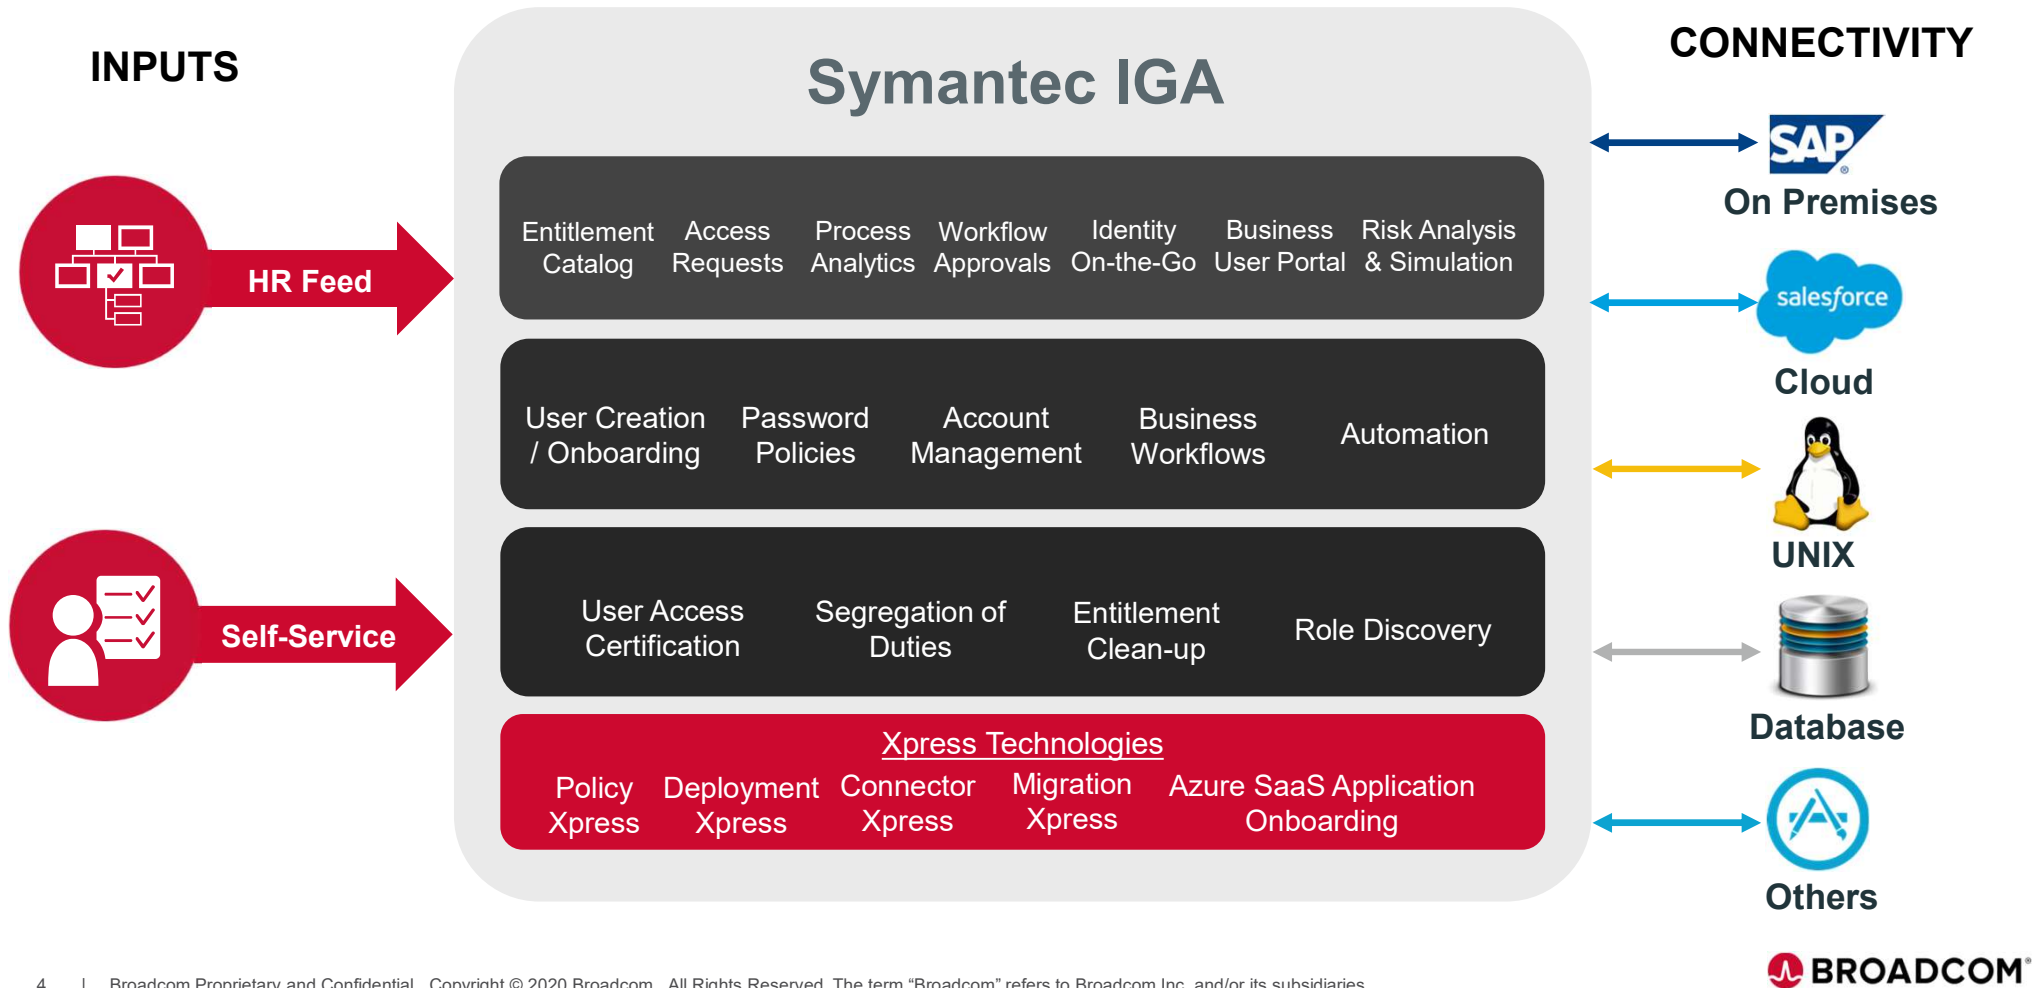 INPUTS
Symantec IGA
CONNECTIVITY
HR Feed
Self-Service
Entitlement
Catalog
Access
Requests
Process
Analytics
Workflow
Approvals
Identity
On-the-Go
Business
User Portal
Risk Analysis
& Simulation
User Creation
/ Onboarding
Password
Policies
Account
Management
Business
Workflows
Automation
User Access
Certification
Segregation of
Duties
Entitlement
Clean-up
Role Discovery
Xpress Technologies
Policy
Xpress
Deployment
Xpress
Connector
Xpress
Migration
Xpress
Azure SaaS Application
Onboarding
SAP®
On Premises
salesforce
Cloud
UNIX
Database
Others
4 | Broadcom Proprietary and Confidential. Copyright © 2020 Broadcom. All Rights Reserved. The term “Broadcom” refers to Broadcom Inc. and/or its subsidiaries
BROADCOM®